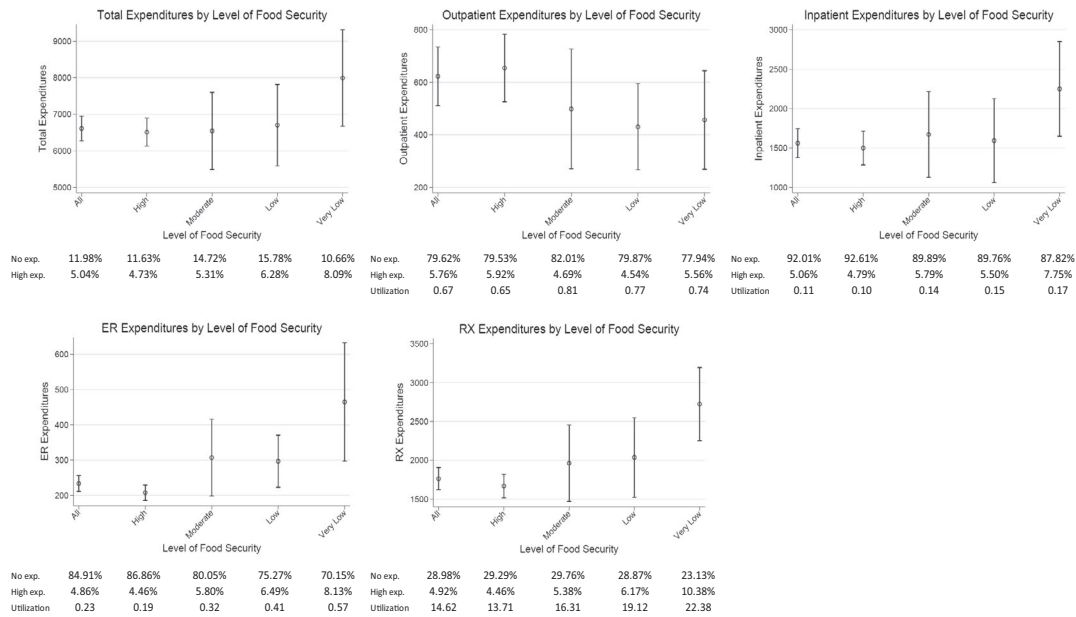 Total Expenditures by Level of Food Security
Total Expenditures
9000
8000
7000
6000
5000
All High Moderate Low Very Low
Level of Food Security
No exp. 11.98% 11.63% 14.72% 15.78% 10.66%
High exp. 5.04% 4.73% 5.31% 6.28% 8.09%
Outpatient Expenditures by Level of Food Security
Outpatient Expenditures
800
600
400
200
All High Moderate Low Very Low
Level of Food Security
No exp. 79.62% 79.53% 82.01% 79.87% 77.94%
High exp. 5.76% 5.92% 4.69% 4.54% 5.56%
Utilization 0.67 0.65 0.81 0.77 0.74
Inpatient Expenditures by Level of Food Security
Inpatient Expenditures
3000
2500
2000
1500
1000
All High Moderate Low Very Low
Level of Food Security
No exp. 92.01% 92.61% 89.89% 89.76% 87.82%
High exp. 5.06% 4.79% 5.79% 5.50% 7.75%
Utilization 0.11 0.10 0.14 0.15 0.17
ER Expenditures by Level of Food Security
ER Expenditures
600
500
400
300
200
All High Moderate Low Very Low
Level of Food Security
No exp. 84.91% 86.86% 80.05% 75.27% 70.15%
High exp. 4.86% 4.46% 5.80% 6.49% 8.13%
Utilization 0.23 0.19 0.32 0.41 0.57
RX Expenditures by Level of Food Security
RX Expenditures
3500
3000
2500
2000
1500
All High Moderate Low Very Low
Level of Food Security
No exp. 28.98% 29.29% 29.76% 28.87% 23.13%
High exp. 4.92% 4.46% 5.38% 6.17% 10.38%
Utilization 14.62 13.71 16.31 19.12 22.38